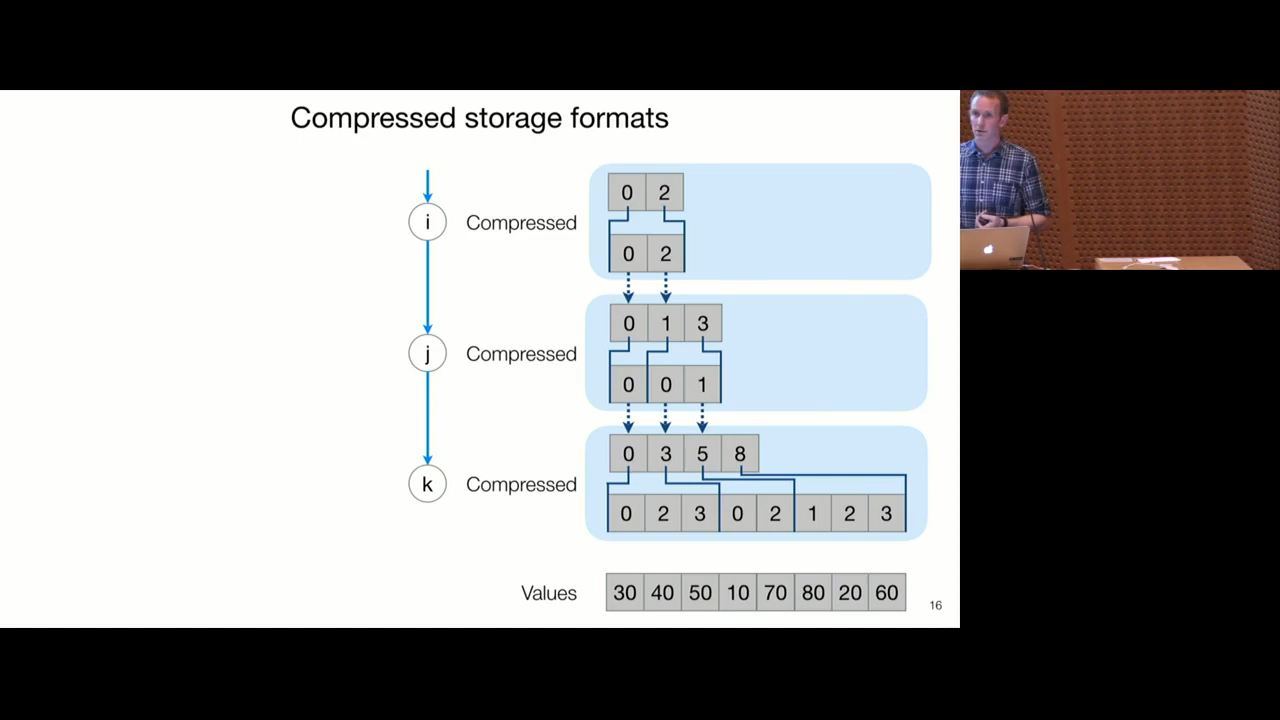 Compressed storage formats
0 2
i Compressed
0 2
0 1 3
j Compressed
0 0 1
0 3 5 8
k Compressed
0 2 3 0 2 1 2 3
Values 30 40 50 10 70 80 20 60
16